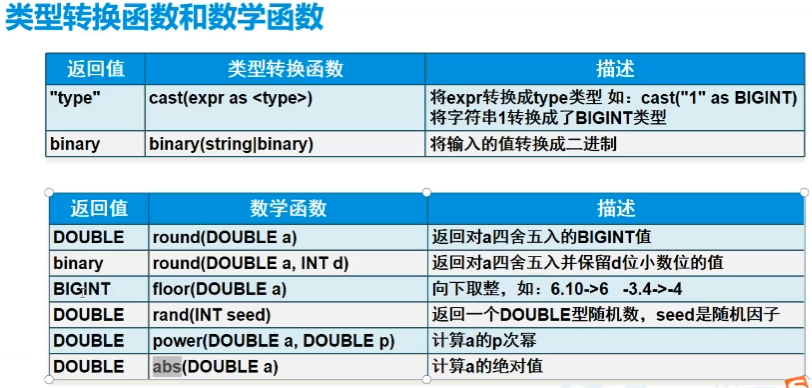 类型转换函数和数学函数
返回值 类型转换函数 描述
"type" cast(expr as <type>) 将expr转换成type类型 如：cast("1" as BIGINT)
将字符串1转换成了BIGINT类型
binary binary(string|binary) 将输入的值转换成二进制
返回值 数学函数 描述
DOUBLE round(DOUBLE a) 返回对a四舍五入的BIGINT值
binary round(DOUBLE a, INT d) 返回对a四舍五入并保留d位小数位的值
BIGINT floor(DOUBLE a) 向下取整，如：6.10->6 -3.4->-4
DOUBLE rand(INT seed) 返回一个DOUBLE型随机数，seed是随机因子
DOUBLE power(DOUBLE a, DOUBLE p) 计算a的p次幂
DOUBLE abs(DOUBLE a) 计算a的绝对值